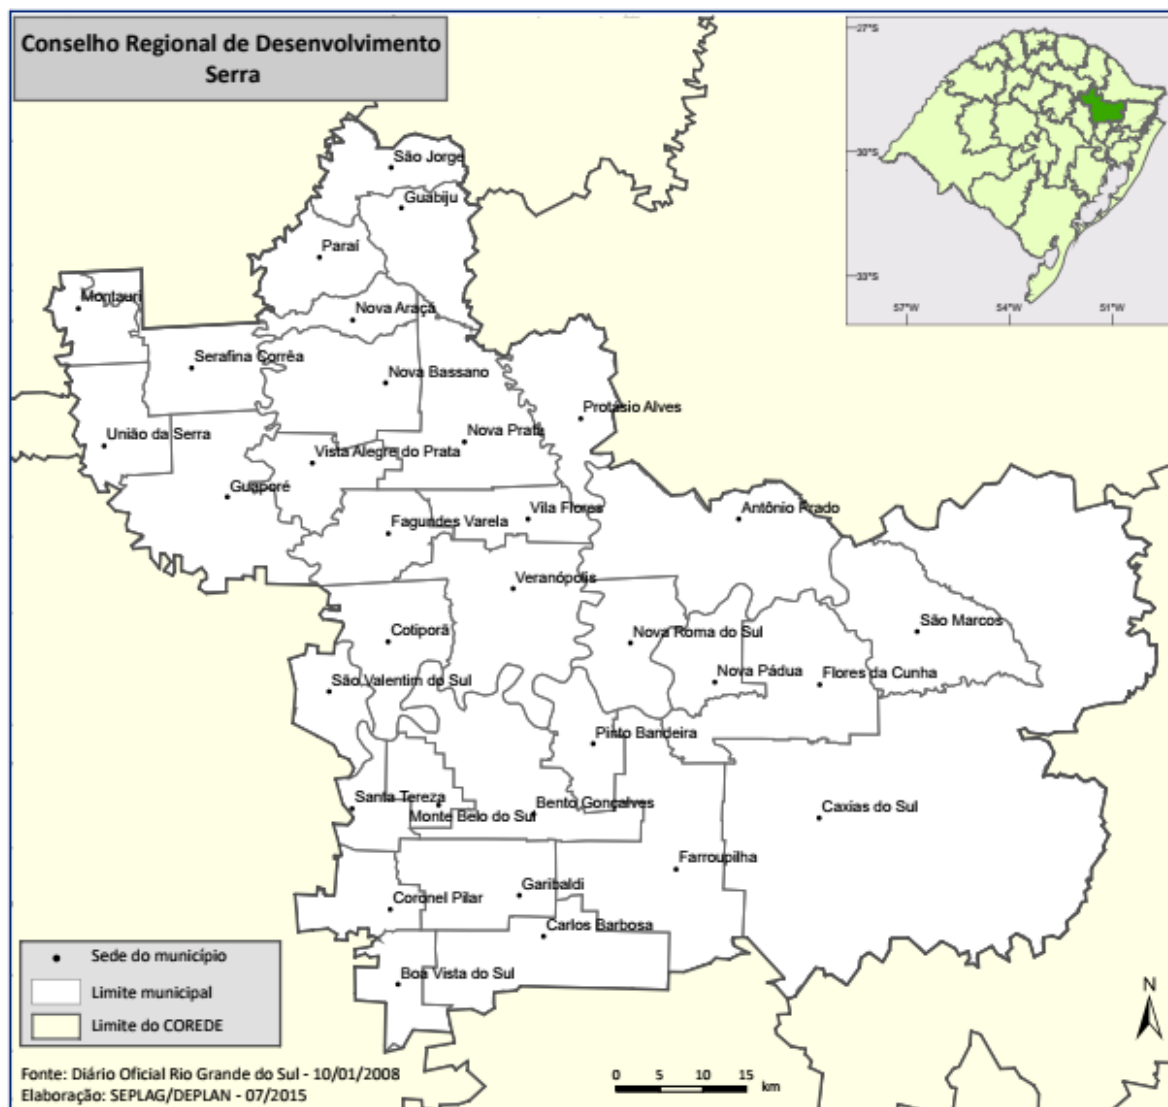 Conselho Regional de Desenvolvimento
Serra
27°S
30°S
33°S
57°W
54°W
51°W
São Jorge
Guabiju
Paraí
Montauri
Nova Araçá
Serafina Corrêa
Nova Bassano
Protásio Alves
União da Serra
Nova Prata
Vista Alegre do Prata
Guaporé
Vila Flores
Antônio Prado
Fagundes Varela
Veranópolis
São Marcos
Cotiporã
Nova Roma do Sul
São Valentim do Sul
Nova Pádua
Flores da Cunha
Pinto Bandeira
Santa Tereza
Bento Gonçalves
Monte Belo do Sul
Caxias do Sul
Farroupilha
Garibaldi
Coronel Pilar
Carlos Barbosa
Boa Vista do Sul
Sede do município
Limite municipal
Limite do COREDE
N
Fonte: Diário Oficial Rio Grande do Sul - 10/01/2008
Elaboração: SEPLAG/DEPLAN - 07/2015
0 5 10 15
km